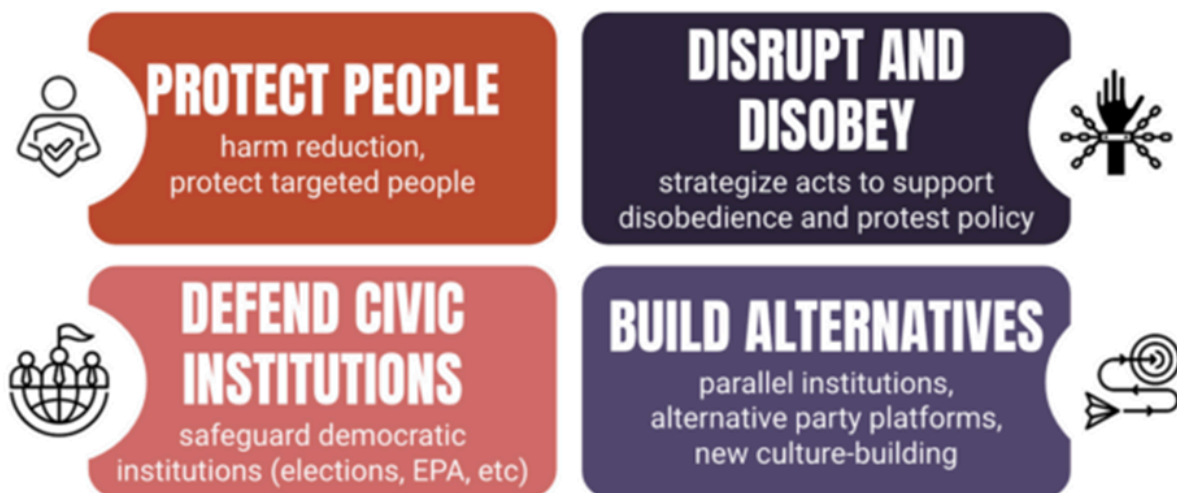 PROTECT PEOPLE
harm reduction,
protect targeted people
DISRUPT AND
DISOBEY
strategize acts to support
disobedience and protest policy
DEFEND CIVIC
INSTITUTIONS
safeguard democratic
institutions (elections, EPA, etc)
BUILD ALTERNATIVES
parallel institutions,
alternative party platforms,
new culture-building